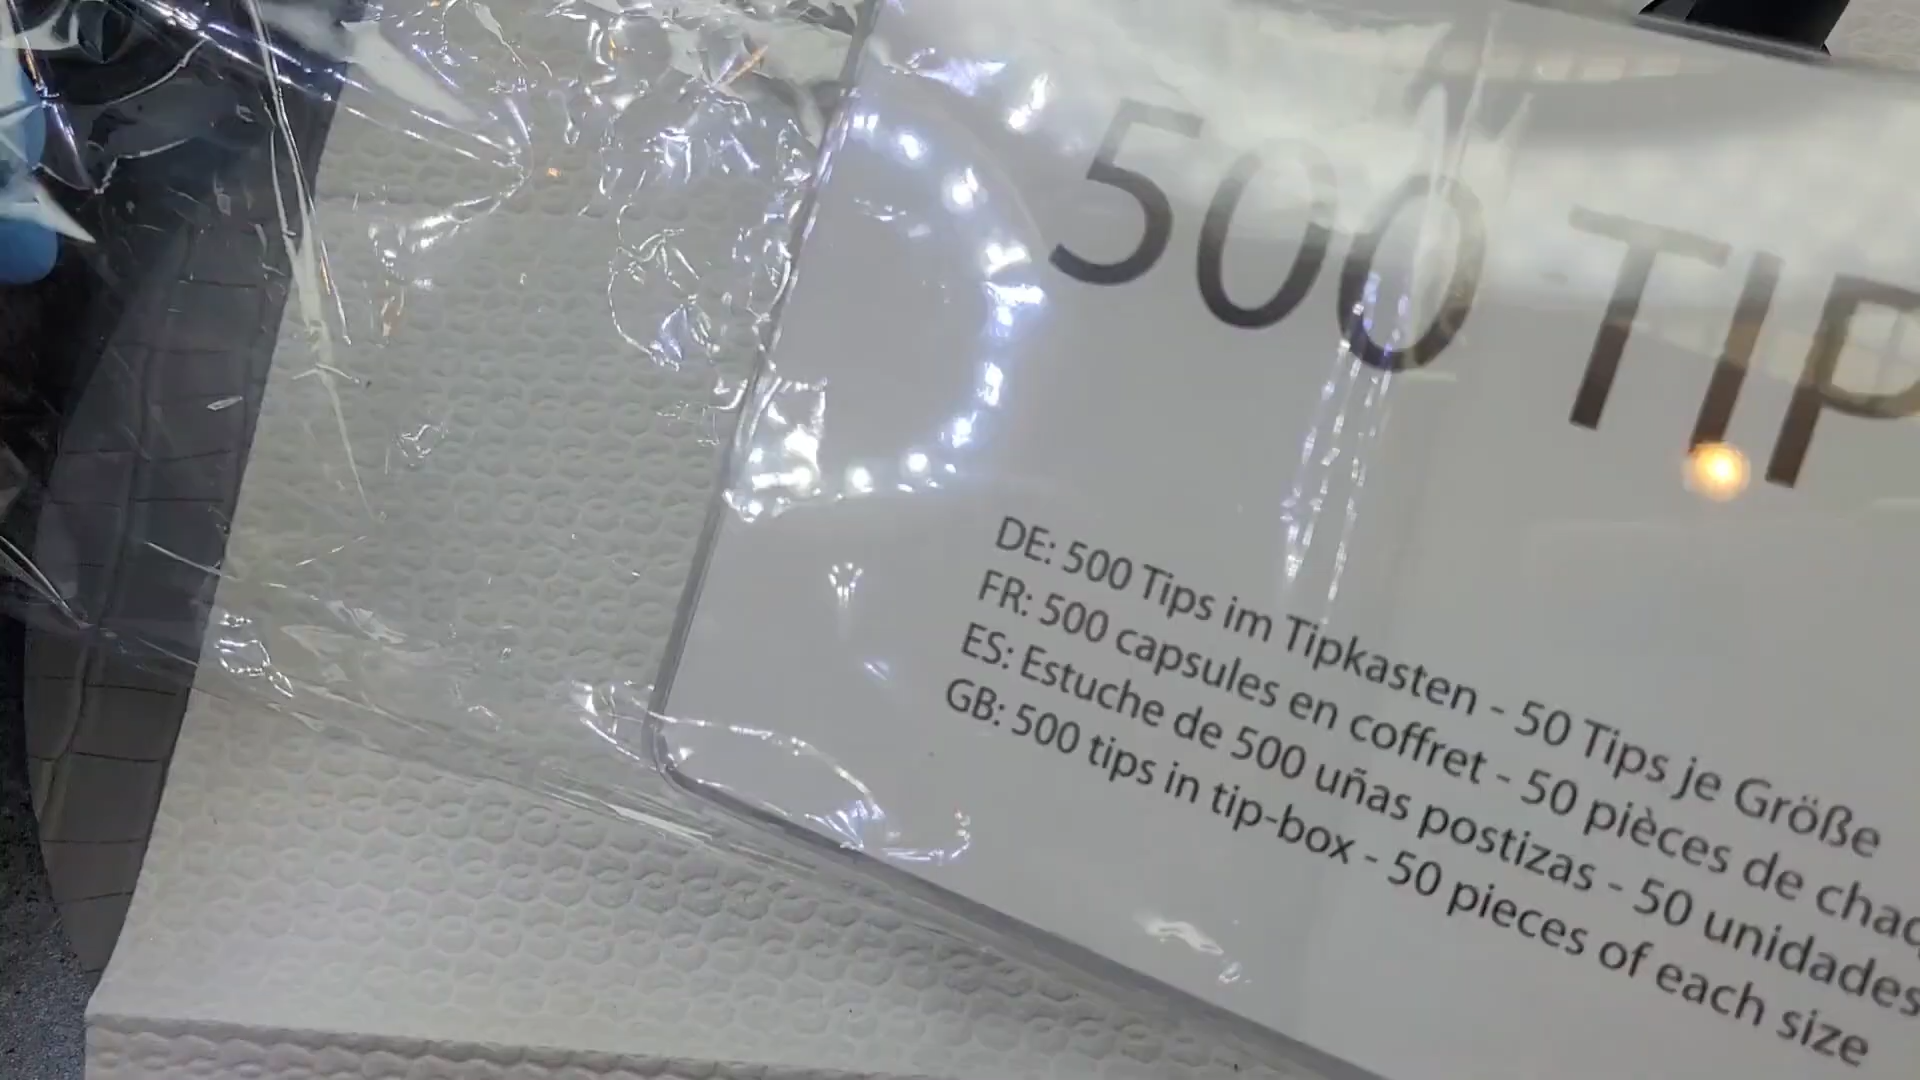 500 TIP
DE: 500 Tips im Tipkasten - 50 Tips je Größe
FR: 500 capsules en coffret - 50 pièces de chaq
ES: Estuche de 500 uñas postizas - 50 unidades
GB: 500 tips in tip-box - 50 pieces of each size